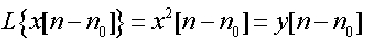 L{x[n−n₀]} = x²[n−n₀] = y[n−n₀]